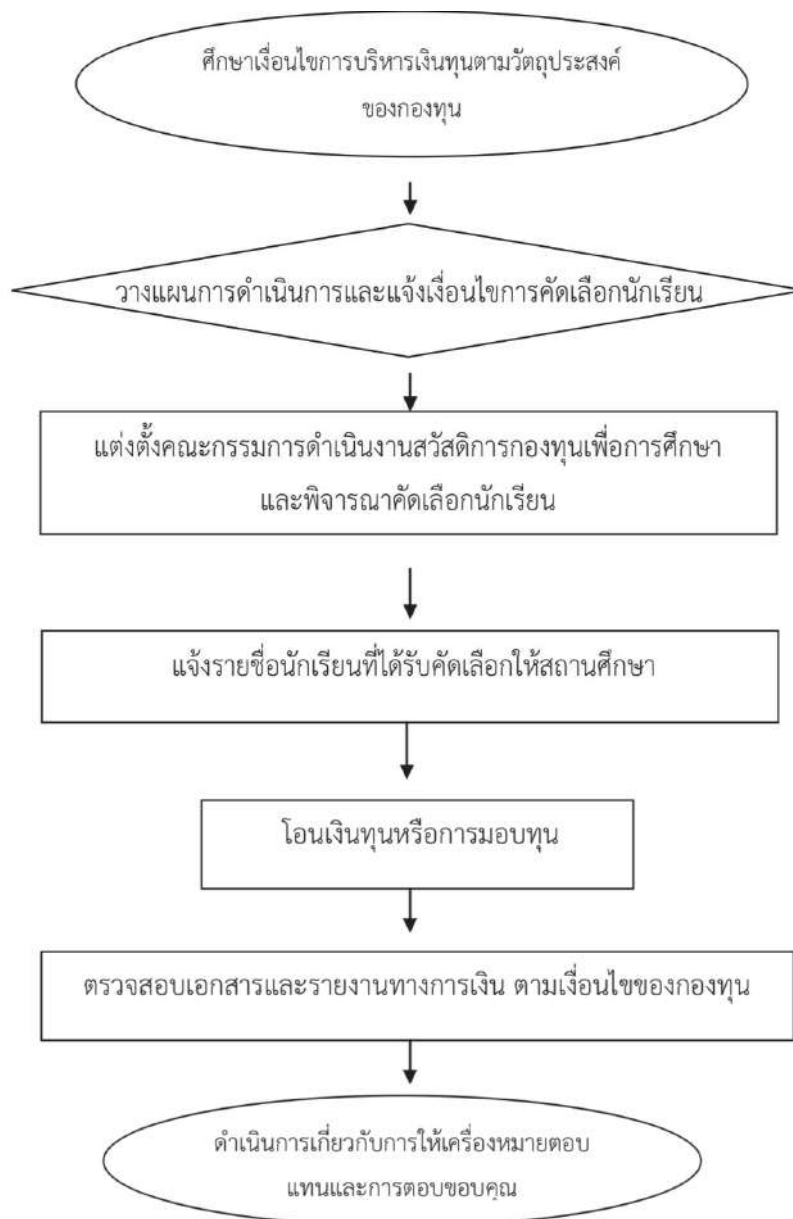 ศึกษาเงื่อนไขการบริหารเงินทุนตามวัตถุประสงค์
ของกองทุน
วางแผนการดำเนินการและแจ้งเงื่อนไขการคัดเลือกนักเรียน
แต่งตั้งคณะกรรมการดำเนินงานสวัสดิการกองทุนเพื่อการศึกษา
และพิจารณาคัดเลือกนักเรียน
แจ้งรายชื่อนักเรียนที่ได้รับคัดเลือกให้สถานศึกษา
โอนเงินทุนหรือการมอบทุน
ตรวจสอบเอกสารและรายงานทางการเงิน ตามเงื่อนไขของกองทุน
ดำเนินการเกี่ยวกับการให้เครื่องหมายตอบ
แทนและการตอบขอบคุณ